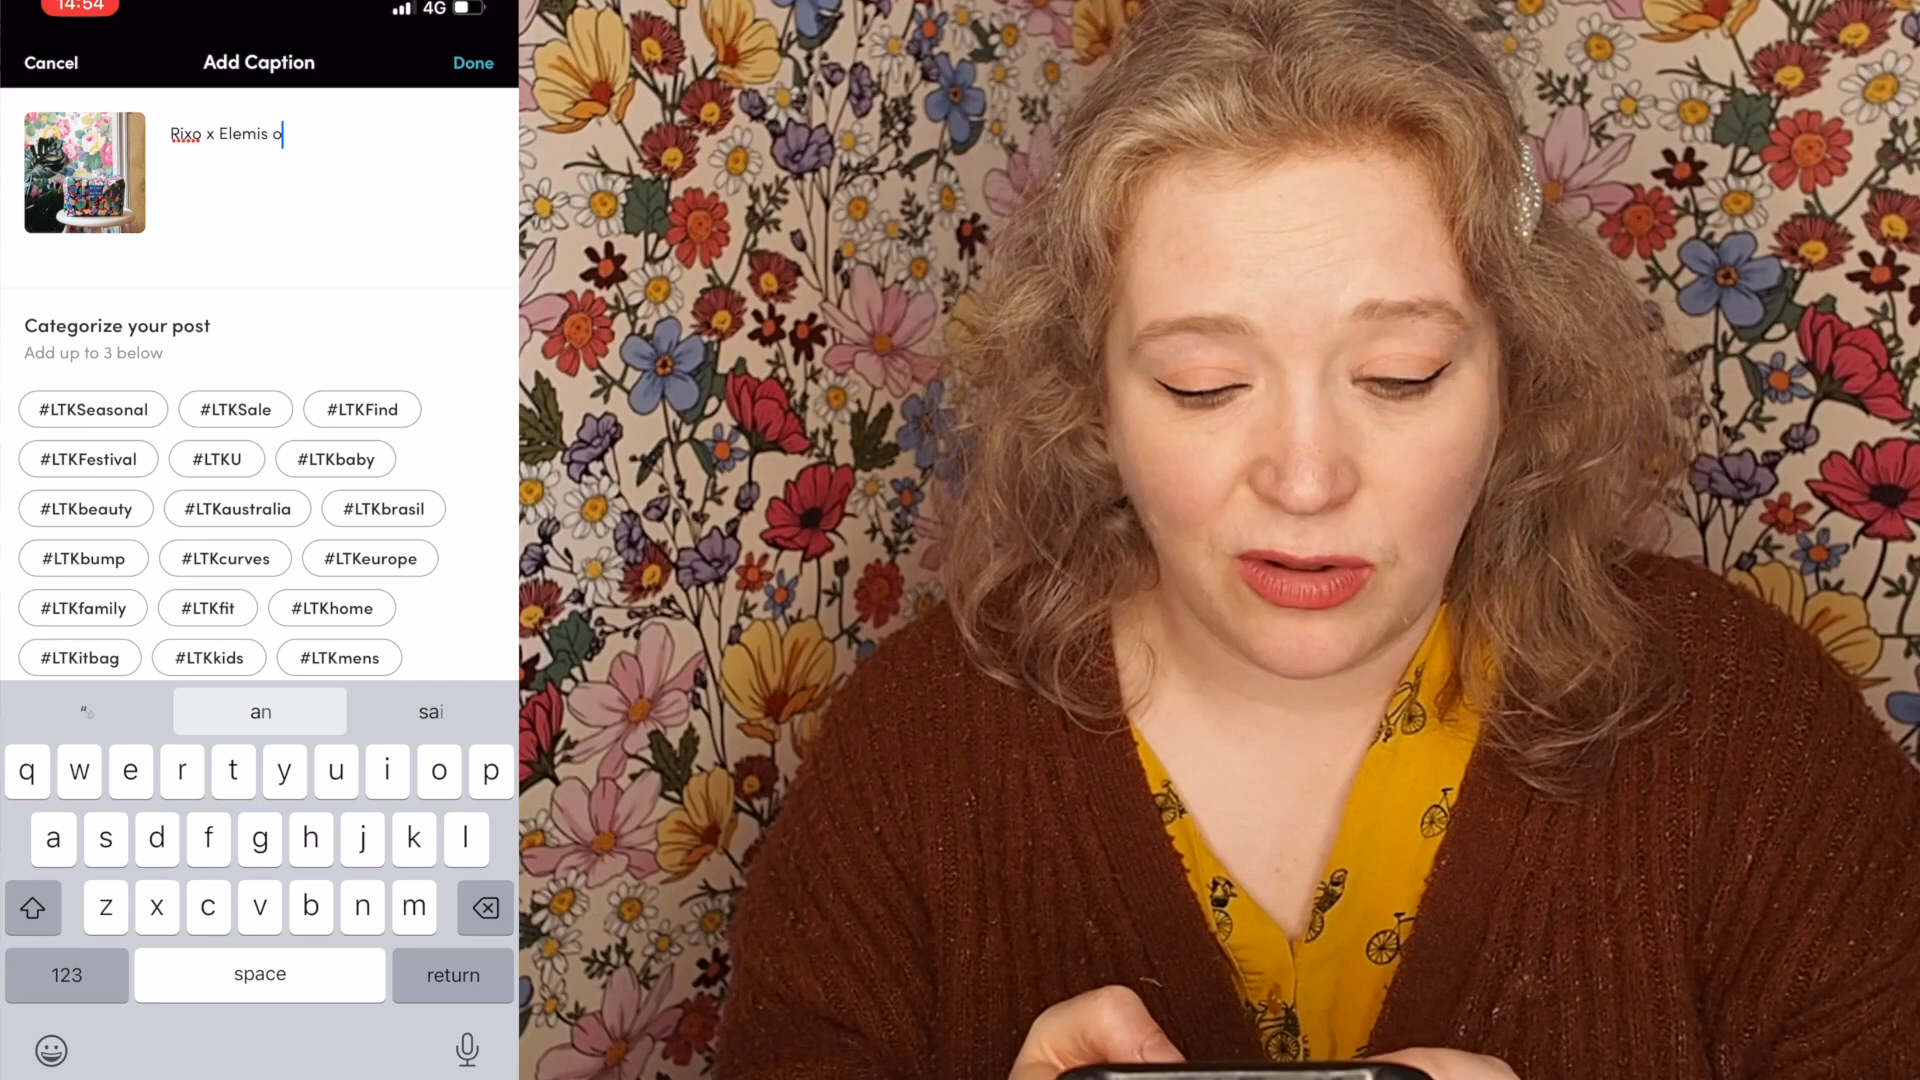 14:54 4G
Cancel Add Caption Done
Rixo x Elemis o
Categorize your post
Add up to 3 below
#LTKSeasonal #LTKSale #LTKFind
#LTKFestival #LTKU #LTKbaby
#LTKbeauty #LTKaustralia #LTKbrasil
#LTKbump #LTKcurves #LTKeurope
#LTKfamily #LTKfit #LTKhome
#LTKitbag #LTKkids #LTKmens
an sai
q w e r t y u i o p
a s d f g h j k l
z x c v b n m
123 space return